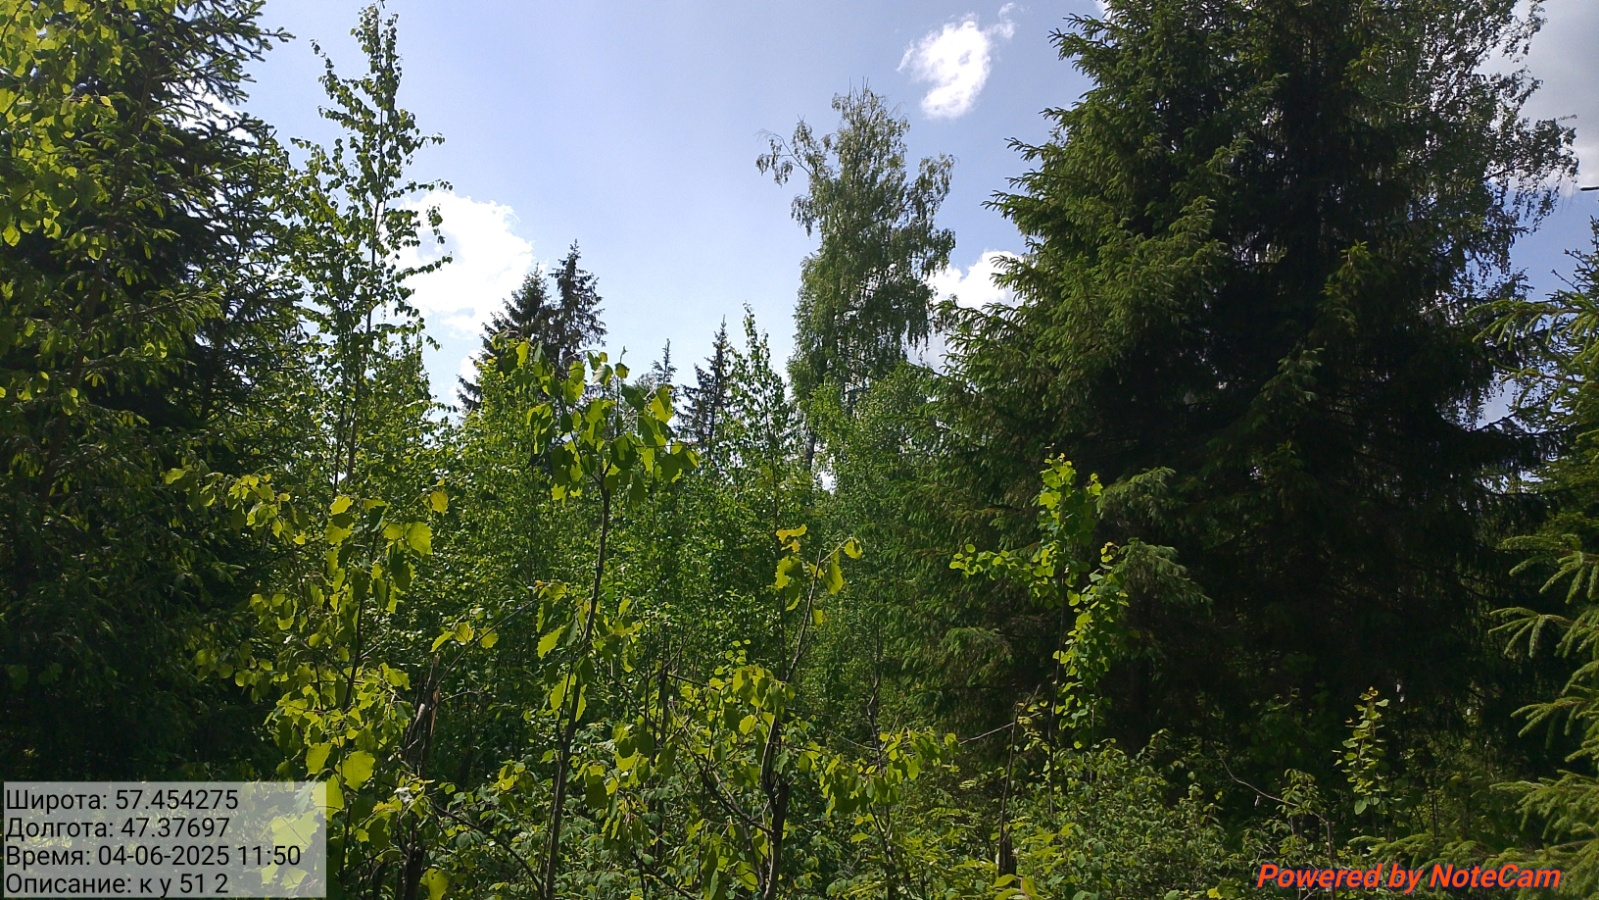 Широта: 57.454275
Долгота: 47.37697
Время: 04-06-2025 11:50
Описание: к у 51 2
Powered by NoteCam